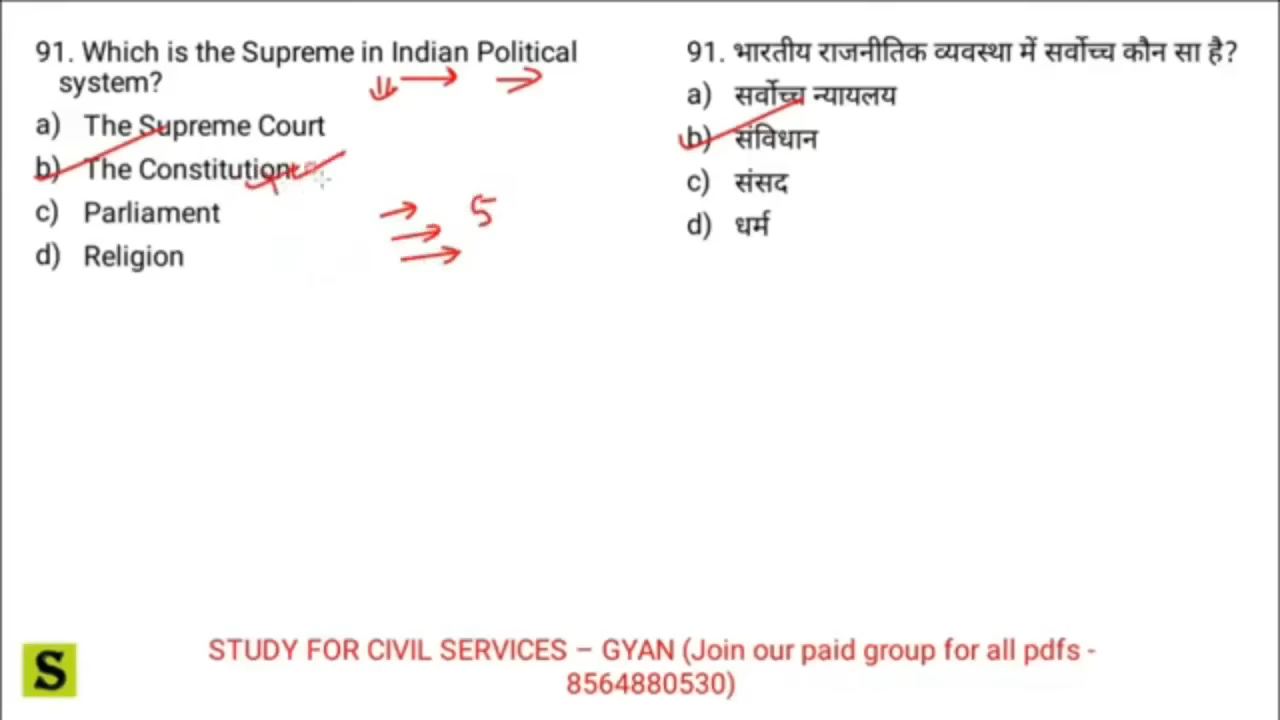 91. Which is the Supreme in Indian Political
system?
a) The Supreme Court
b) The Constitution
c) Parliament
d) Religion
5
91. भारतीय राजनीतिक व्यवस्था में सर्वोच्च कौन सा है?
a) सर्वोच्च न्यायलय
b) संविधान
c) संसद
d) धर्म
S
STUDY FOR CIVIL SERVICES – GYAN (Join our paid group for all pdfs -
8564880530)